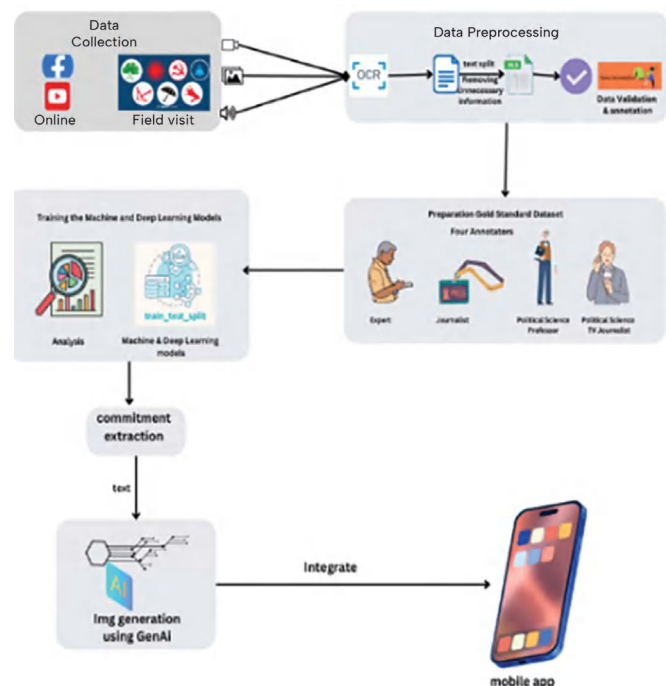 Data
Collection
Online
Field visit
Data Preprocessing
OCR
text split
Removing
unnecessary
information
Data Validation
& annotation
Preparation Gold Standard Dataset
Four Annotators
Expert
Journalist
Political Science
Professor
Political Science
TV Journalist
Training the Machine and Deep Learning Models
train_test_split
Analysis
Machine & Deep Learning
models
commitment
extraction
text
AI
Img generation
using GenAi
Integrate
mobile app